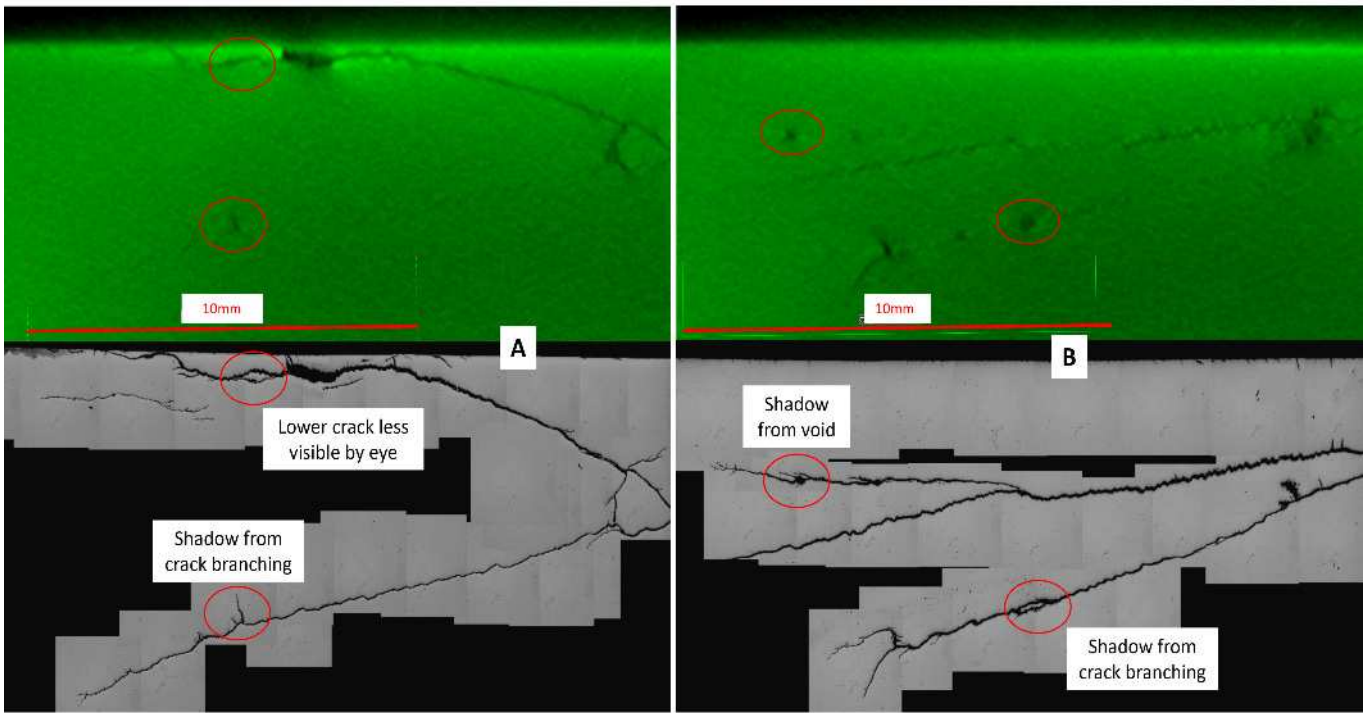 10mm
A
Lower crack less
visible by eye
Shadow from
crack branching
10mm
B
Shadow
from void
Shadow from
crack branching